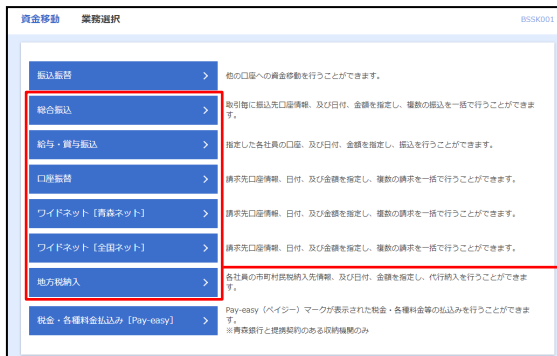 資金移動 業務選択 BSSK001
振込振替 他の口座への資金移動を行うことができます。
総合振込 取引毎に振込先口座情報、及び日付、金額を指定し、複数の振込を一括で行うことができま
す。
給与・賞与振込 指定した各社員の口座、及び日付、金額を指定し、振込を行うことができます。
口座振替 請求先口座情報、日付、及び金額を指定し、複数の請求を一括で行うことができます。
ワイドネット［青森ネット］ 請求先口座情報、日付、及び金額を指定し、複数の請求を一括で行うことができます。
ワイドネット［全国ネット］ 請求先口座情報、日付、及び金額を指定し、複数の請求を一括で行うことができます。
地方税納入 各社員の市町村民税納入先情報、及び日付、金額を指定し、代行納入を行うことができま
す。
税金・各種料金払込み［Pay-easy］ Pay-easy（ペイジー）マークが表示された税金・各種料金等の払込みを行うことができま
す。
※青森銀行と提携契約のある収納機関のみ